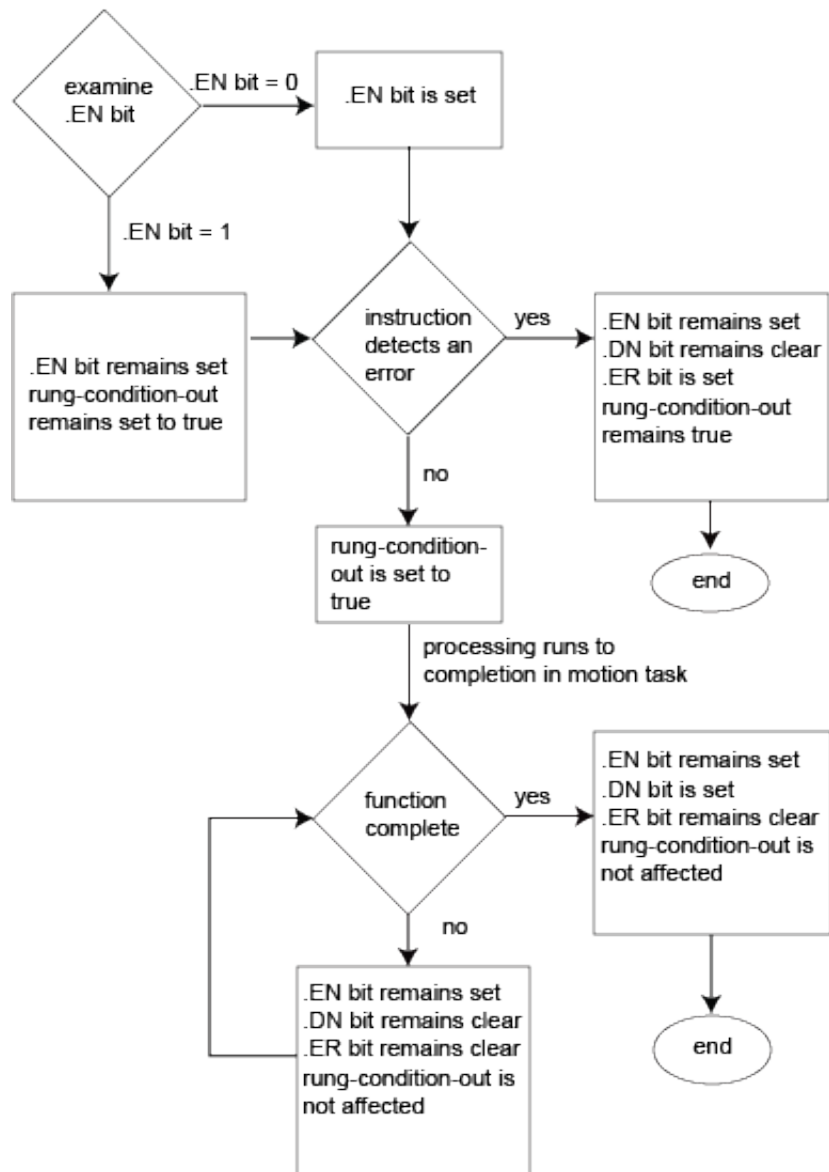 examine
.EN bit
.EN bit = 0
.EN bit is set
.EN bit = 1
.EN bit remains set
rung-condition-out
remains set to true
instruction
detects an
error
yes
.EN bit remains set
.DN bit remains clear
.ER bit is set
rung-condition-out
remains true
end
no
rung-condition-
out is set to
true
processing runs to
completion in motion task
function
complete
yes
.EN bit remains set
.DN bit is set
.ER bit remains clear
rung-condition-out is
not affected
end
no
.EN bit remains set
.DN bit remains clear
.ER bit remains clear
rung-condition-out is
not affected